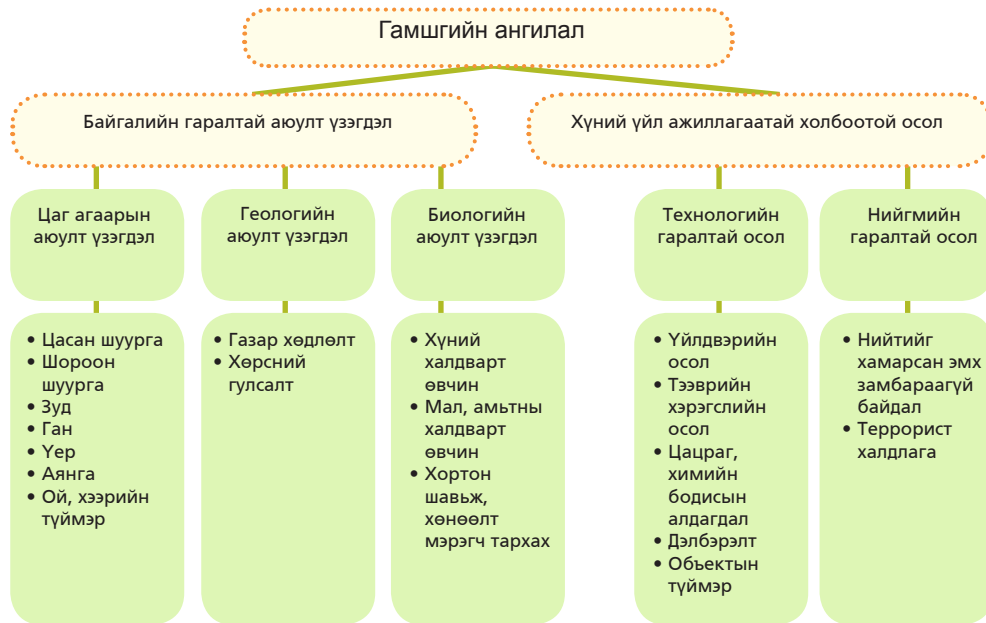 Гамшгийн ангилал
Байгалийн гаралтай аюулт үзэгдэл
Хүний үйл ажиллагаатай холбоотой осол
Цаг агаарын
аюулт үзэгдэл
Геологийн
аюулт үзэгдэл
Биологийн
аюулт үзэгдэл
Технологийн
гаралтай осол
Нийгмийн
гаралтай осол
• Цасан шуурга
• Шороон
шуурга
• Зуд
• Ган
• Үер
• Аянга
• Ой, хээрийн
түймэр
• Газар хөдлөлт
• Хөрсний
гулсалт
• Хүний
халдварт
өвчин
• Мал, амьтны
халдварт
өвчин
• Хортон
шавьж,
хөнөөлт
мэрэгч тархах
• Үйлдвэрийн
осол
• Тээврийн
хэрэгслийн
осол
• Цацраг,
химийн
бодисын
алдагдал
• Дэлбэрэлт
• Объектын
түймэр
• Нийтийг
хамарсан эмх
замбараагүй
байдал
• Террорист
халдлага